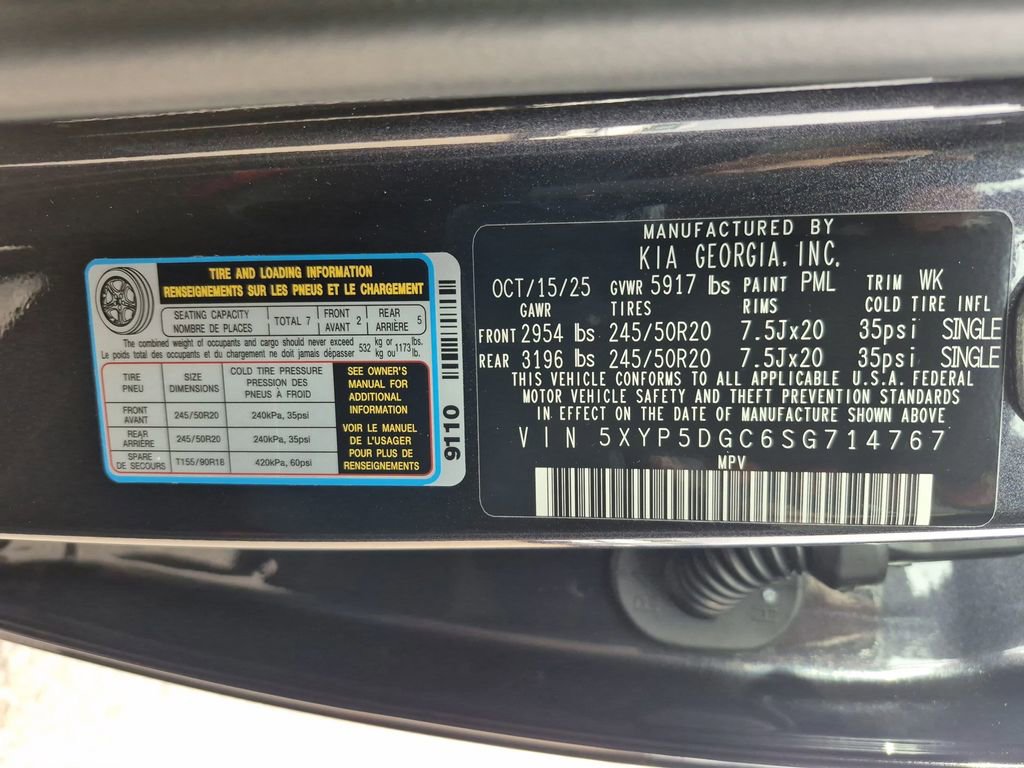 TIRE AND LOADING INFORMATION
RENSEIGNEMENTS SUR LES PNEUS ET LE CHARGEMENT
SEATING CAPACITY
NOMBRE DE PLACES
TOTAL 7
FRONT
AVANT 2
REAR
ARRIÈRE 5
The combined weight of occupants and cargo should never exceed 532 kg or 1173 lbs.
Le poids total des occupants et du chargement ne doit jamais dépasser 532 kg ou 1173 lb.
TIRE
PNEU
SIZE
DIMENSIONS
COLD TIRE PRESSURE
PRESSION DES
PNEUS À FROID
FRONT
AVANT
245/50R20
240kPa, 35psi
REAR
ARRIÈRE
245/50R20
240kPa, 35psi
SPARE
DE SECOURS
T155/90R18
420kPa, 60psi
SEE OWNER'S
MANUAL FOR
ADDITIONAL
INFORMATION
VOIR LE MANUEL
DE L'USAGER
POUR PLUS DE
RENSEIGNEMENTS
9110
MANUFACTURED BY
KIA GEORGIA, INC.
OCT/15/25 GVWR 5917 lbs PAINT PML TRIM WK
GAWR TIRES RIMS COLD TIRE INFL
FRONT 2954 lbs 245/50R20 7.5Jx20 35psi SINGLE
REAR 3196 lbs 245/50R20 7.5Jx20 35psi SINGLE
THIS VEHICLE CONFORMS TO ALL APPLICABLE U.S.A. FEDERAL
MOTOR VEHICLE SAFETY AND THEFT PREVENTION STANDARDS
IN EFFECT ON THE DATE OF MANUFACTURE SHOWN ABOVE
VIN 5XYP5DGC6SG714767
MPV